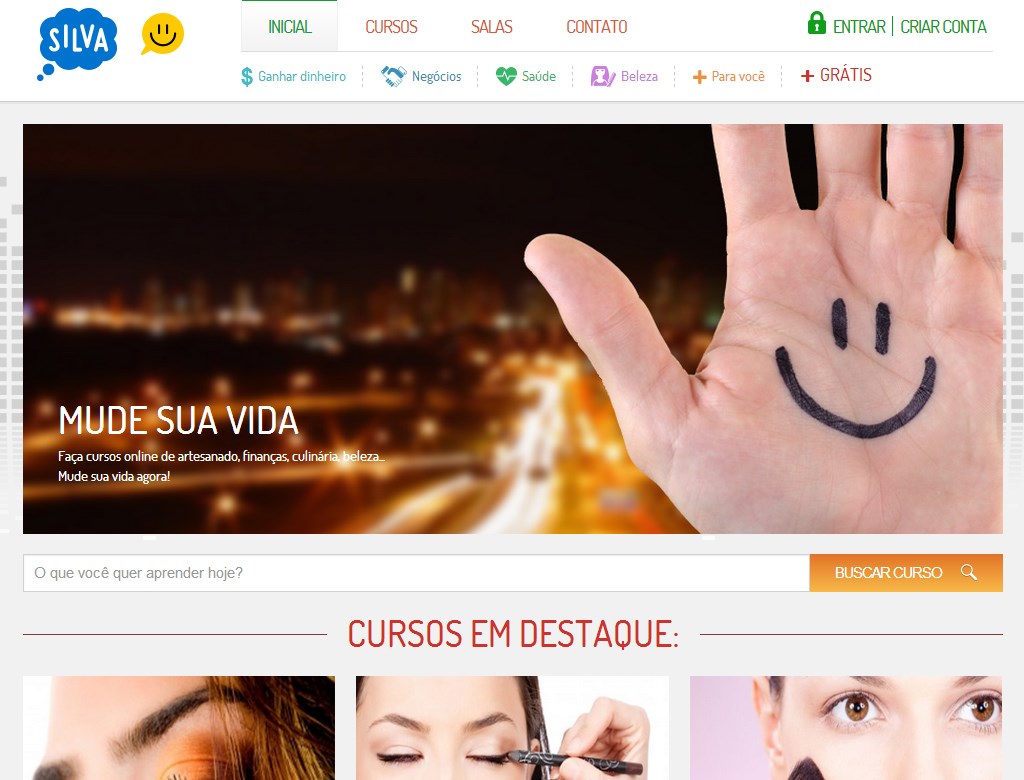 SILVA
INICIAL
CURSOS
SALAS
CONTATO
ENTRAR | CRIAR CONTA
$ Ganhar dinheiro
Negócios
Saúde
Beleza
+ Para você
+ GRÁTIS
MUDE SUA VIDA
Faça cursos online de artesanado, finanças, culinária, beleza...
Mude sua vida agora!
O que você quer aprender hoje?
BUSCAR CURSO
CURSOS EM DESTAQUE: